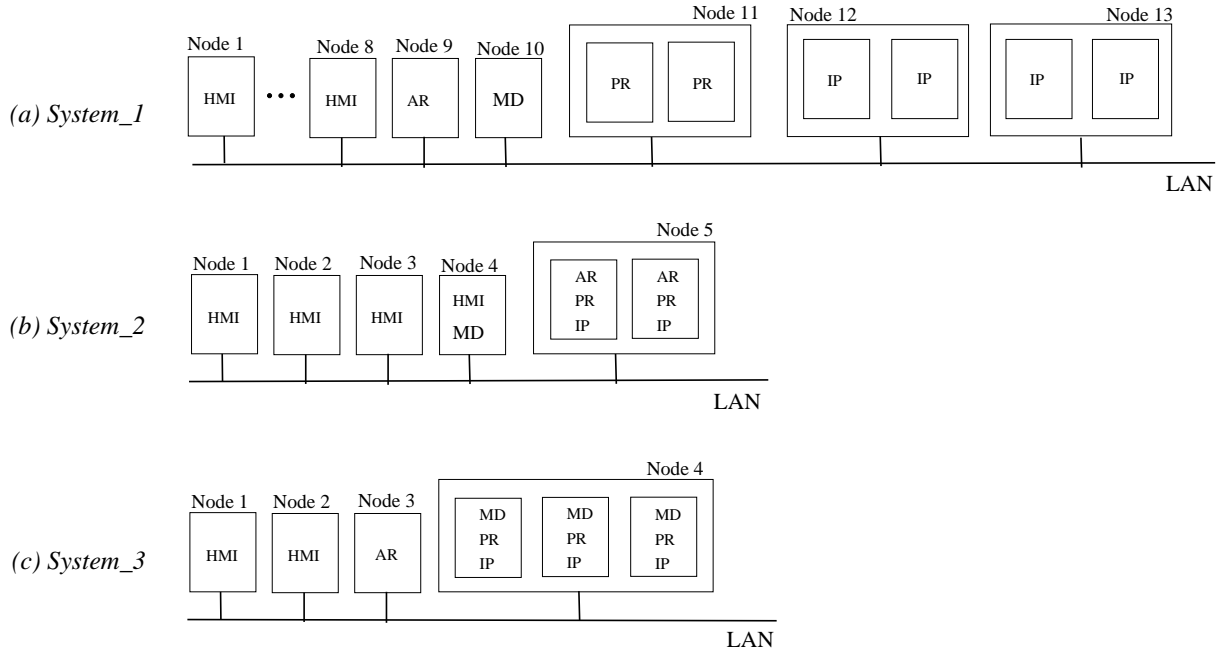 Node 11 Node 12 Node 13
Node 1 Node 8 Node 9 Node 10
(a) System_1 HMI ••• HMI AR MD PR PR IP IP IP IP
LAN
Node 5
Node 1 Node 2 Node 3 Node 4
AR AR
HMI
(b) System_2 HMI HMI HMI PR PR
MD IP IP
LAN
Node 4
Node 1 Node 2 Node 3
MD MD MD
(c) System_3 HMI HMI AR PR PR PR
IP IP IP
LAN